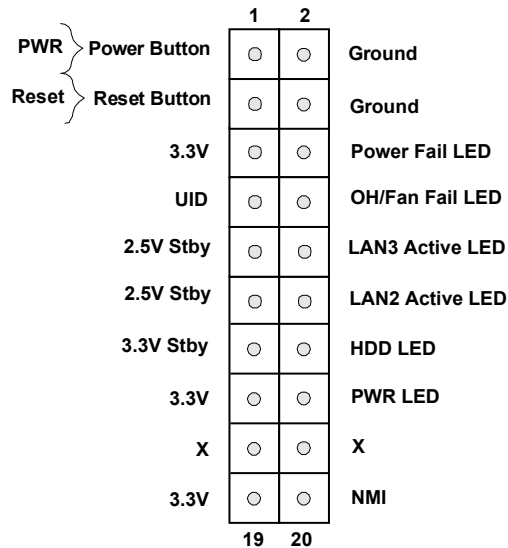 1 2
PWR Power Button Ground
Reset Reset Button Ground
3.3V Power Fail LED
UID OH/Fan Fail LED
2.5V Stby LAN3 Active LED
2.5V Stby LAN2 Active LED
3.3V Stby HDD LED
3.3V PWR LED
X X
3.3V NMI
19 20